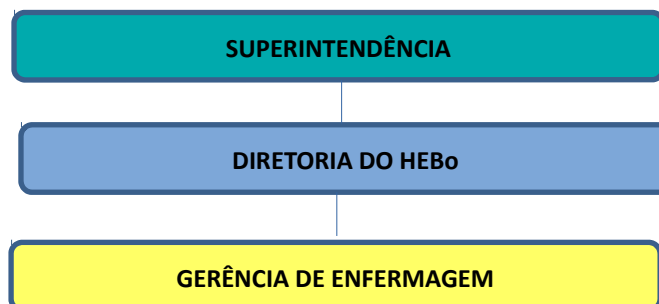 SUPERINTENDÊNCIA
DIRETORIA DO HEBo
GERÊNCIA DE ENFERMAGEM